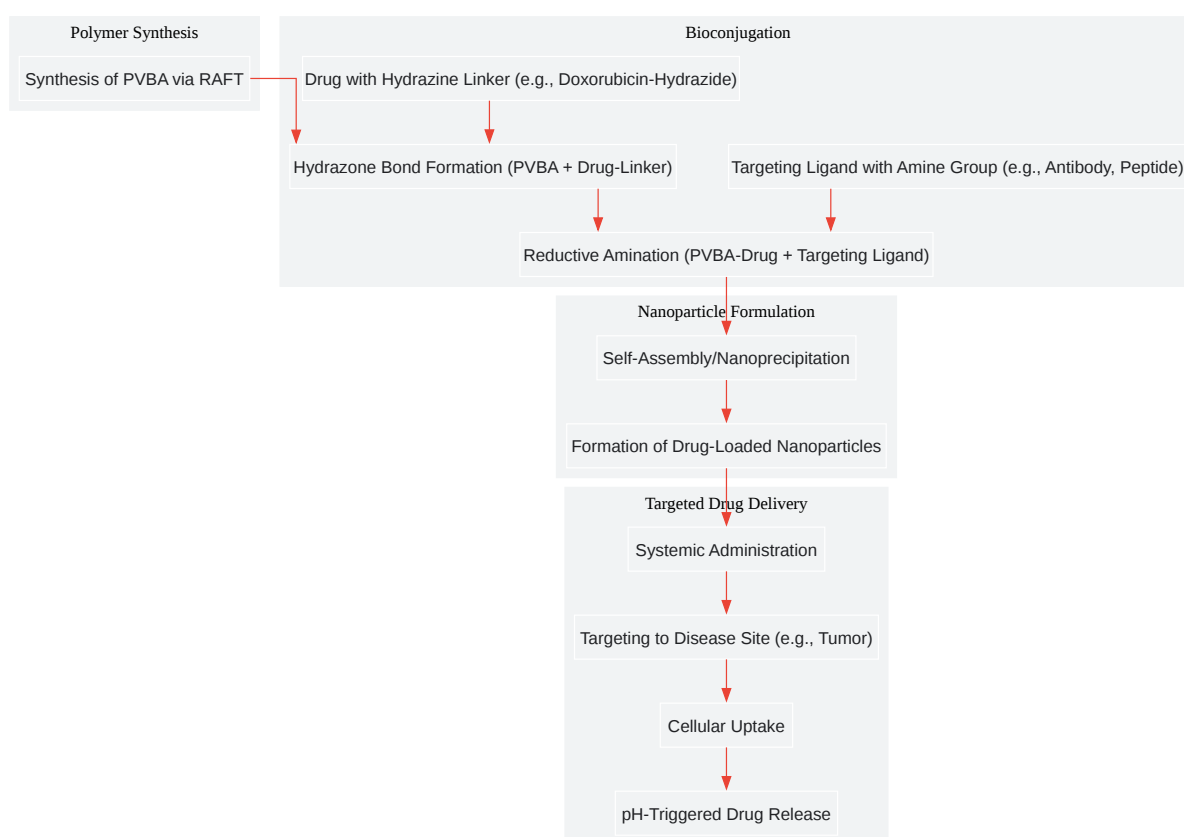 Polymer Synthesis
Bioconjugation
Synthesis of PVBA via RAFT
Drug with Hydrazine Linker (e.g., Doxorubicin-Hydrazide)
Hydrazone Bond Formation (PVBA + Drug-Linker)
Targeting Ligand with Amine Group (e.g., Antibody, Peptide)
Reductive Amination (PVBA-Drug + Targeting Ligand)
Nanoparticle Formulation
Self-Assembly/Nanoprecipitation
Formation of Drug-Loaded Nanoparticles
Targeted Drug Delivery
Systemic Administration
Targeting to Disease Site (e.g., Tumor)
Cellular Uptake
pH-Triggered Drug Release